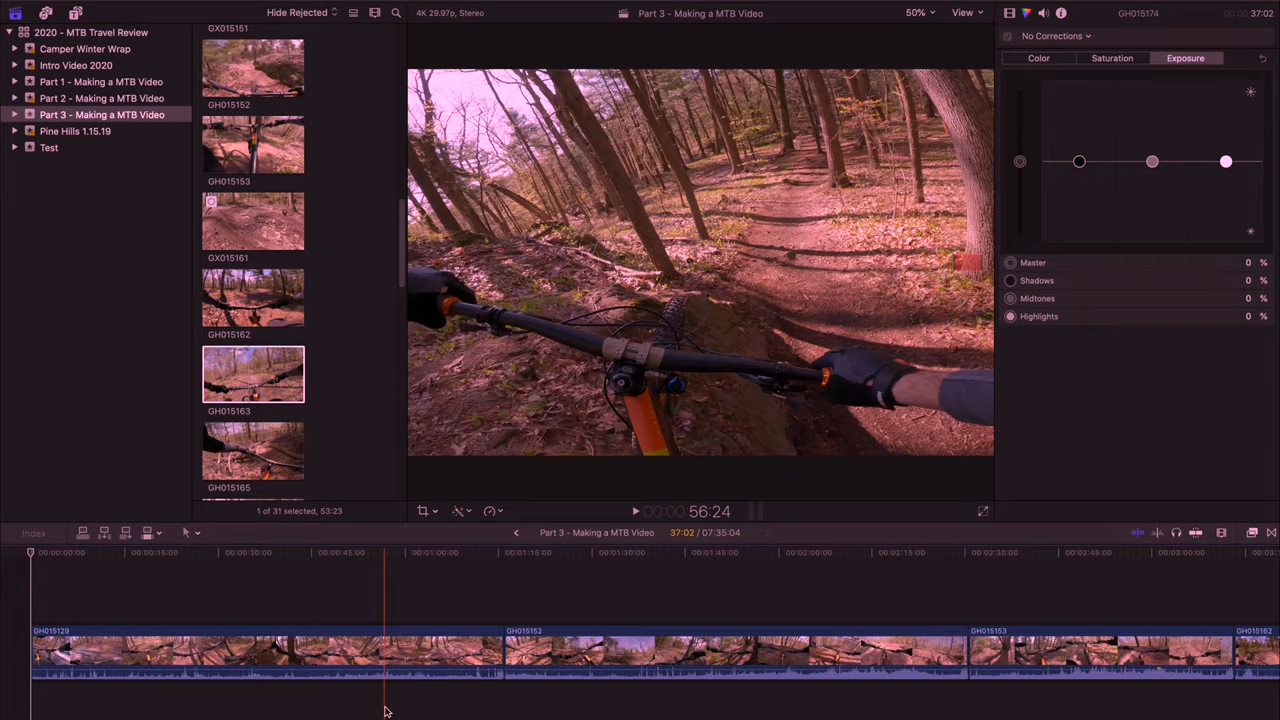 Hide Rejected
4K 29.97p, Stereo
Part 3 - Making a MTB Video
50%
View
GH015174
00:00:37:02
2020 - MTB Travel Review
Camper Winter Wrap
Intro Video 2020
Part 1 - Making a MTB Video
Part 2 - Making a MTB Video
Part 3 - Making a MTB Video
Pine Hills 1.15.19
Test
GX015151
GH015152
GH015153
GX015161
GH015162
GH015163
GH015165
1 of 31 selected, 53:23
No Corrections
Color
Saturation
Exposure
Master 0 %
Shadows 0 %
Midtones 0 %
Highlights 0 %
00:00:56:24
Index
Part 3 - Making a MTB Video
37:02 / 07:35:04
00:00:00:00
00:00:15:00
00:00:30:00
00:00:45:00
00:01:00:00
00:01:15:00
00:01:30:00
00:01:45:00
00:02:00:00
00:02:15:00
00:02:30:00
00:02:45:00
00:03:00:00
GH015129
GH015152
GH015153
GH015162